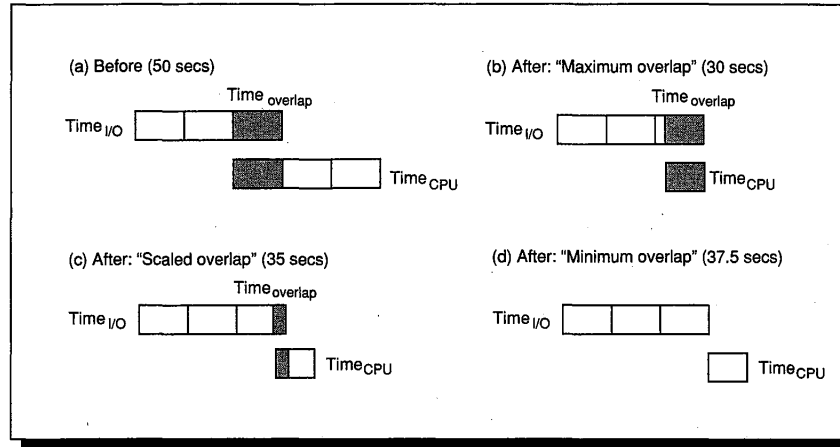 (a) Before (50 secs)
Time overlap
Time I/O
Time CPU
(b) After: “Maximum overlap” (30 secs)
Time overlap
Time I/O
Time CPU
(c) After: “Scaled overlap” (35 secs)
Time overlap
Time I/O
Time CPU
(d) After: “Minimum overlap” (37.5 secs)
Time I/O
Time CPU